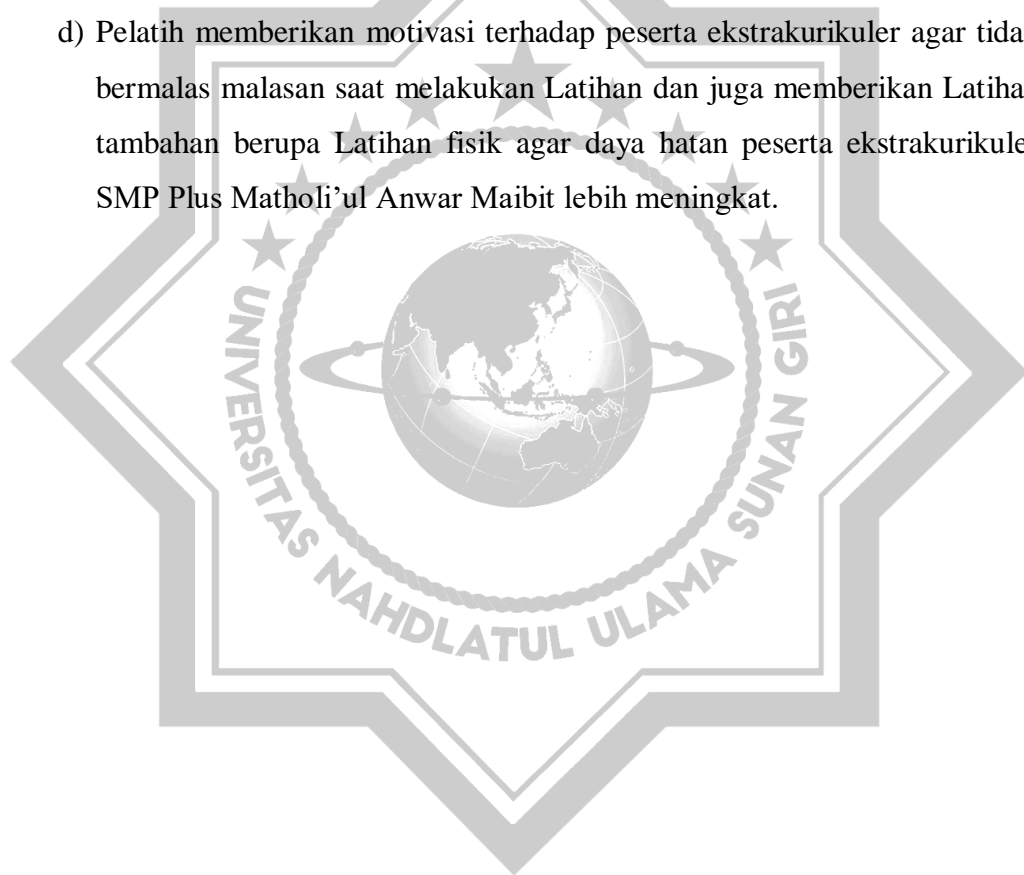 d) Pelatih memberikan motivasi terhadap peserta ekstrakurikuler agar tida
bermalas malasan saat melakukan Latihan dan juga memberikan Latiha
tambahan berupa Latihan fisik agar daya hatan peserta ekstrakurikule
SMP Plus Matholi’ul Anwar Maibit lebih meningkat.
UNIVERSITAS NAHDLATUL ULAMA SUNAN GIRI